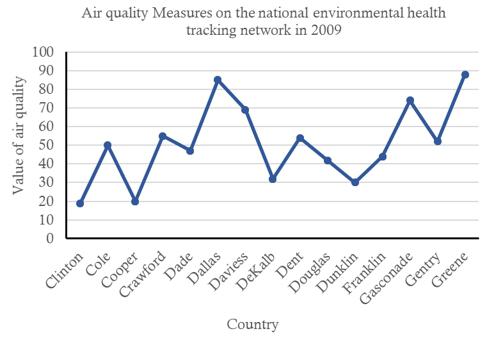 Air quality Measures on the national environmental health
tracking network in 2009
100
90
80
70
60
50
40
30
20
10
0
Value of air quality
Clinton
Cole
Cooper
Crawford
Dade
Dallas
Daviess
DeKalb
Dent
Douglas
Dunklin
Franklin
Gasconade
Gentry
Greene
Country